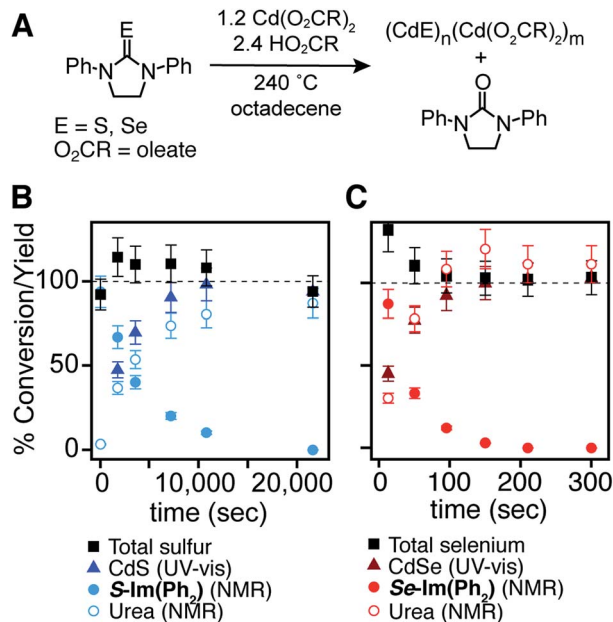 A
E
Ph
N
N
Ph
E = S, Se
O₂CR = oleate
1.2 Cd(O₂CR)₂
2.4 HO₂CR
240 ˚C
octadecene
(CdE)ₙ(Cd(O₂CR)₂)ₘ
+
O
Ph
N
N
Ph
B
% Conversion/Yield
100
50
0
0
10,000
20,000
time (sec)
Total sulfur
CdS (UV-vis)
S-Im(Ph₂) (NMR)
Urea (NMR)
C
0
100
200
300
time (sec)
Total selenium
CdSe (UV-vis)
Se-Im(Ph₂) (NMR)
Urea (NMR)